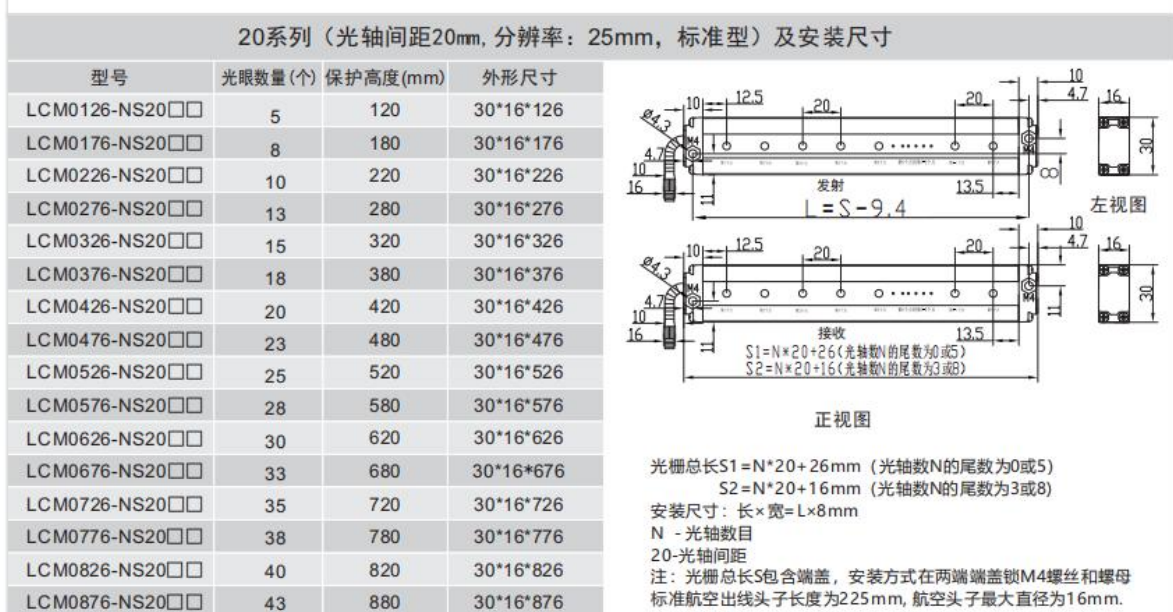 20系列（光轴间距20mm, 分辨率：25mm，标准型）及安装尺寸
型号 光眼数量(个) 保护高度(mm) 外形尺寸
LCM0126-NS20□□ 5 120 30*16*126
LCM0176-NS20□□ 8 180 30*16*176
LCM0226-NS20□□ 10 220 30*16*226
LCM0276-NS20□□ 13 280 30*16*276
LCM0326-NS20□□ 15 320 30*16*326
LCM0376-NS20□□ 18 380 30*16*376
LCM0426-NS20□□ 20 420 30*16*426
LCM0476-NS20□□ 23 480 30*16*476
LCM0526-NS20□□ 25 520 30*16*526
LCM0576-NS20□□ 28 580 30*16*576
LCM0626-NS20□□ 30 620 30*16*626
LCM0676-NS20□□ 33 680 30*16*676
LCM0726-NS20□□ 35 720 30*16*726
LCM0776-NS20□□ 38 780 30*16*776
LCM0826-NS20□□ 40 820 30*16*826
LCM0876-NS20□□ 43 880 30*16*876
10
10 12.5 20 20 4.7 16
ø4.3
M4 M4
4.7
10
16
11
发射
13.5
8
30
L=S-9.4
左视图
10
10 12.5 20 20 4.7 16
ø4.3
M4 M4
4.7
10
16
11
接收
13.5
11
30
S1=N*20+26(光轴数N的尾数为0或5)
S2=N*20+16(光轴数N的尾数为3或8)
正视图
光栅总长S1=N*20+26mm（光轴数N的尾数为0或5)
S2=N*20+16mm（光轴数N的尾数为3或8)
安装尺寸：长×宽=L×8mm
N - 光轴数目
20-光轴间距
注：光栅总长S包含端盖，安装方式在两端端盖锁M4螺丝和螺母
标准航空出线头子长度为225mm, 航空头子最大直径为16mm.